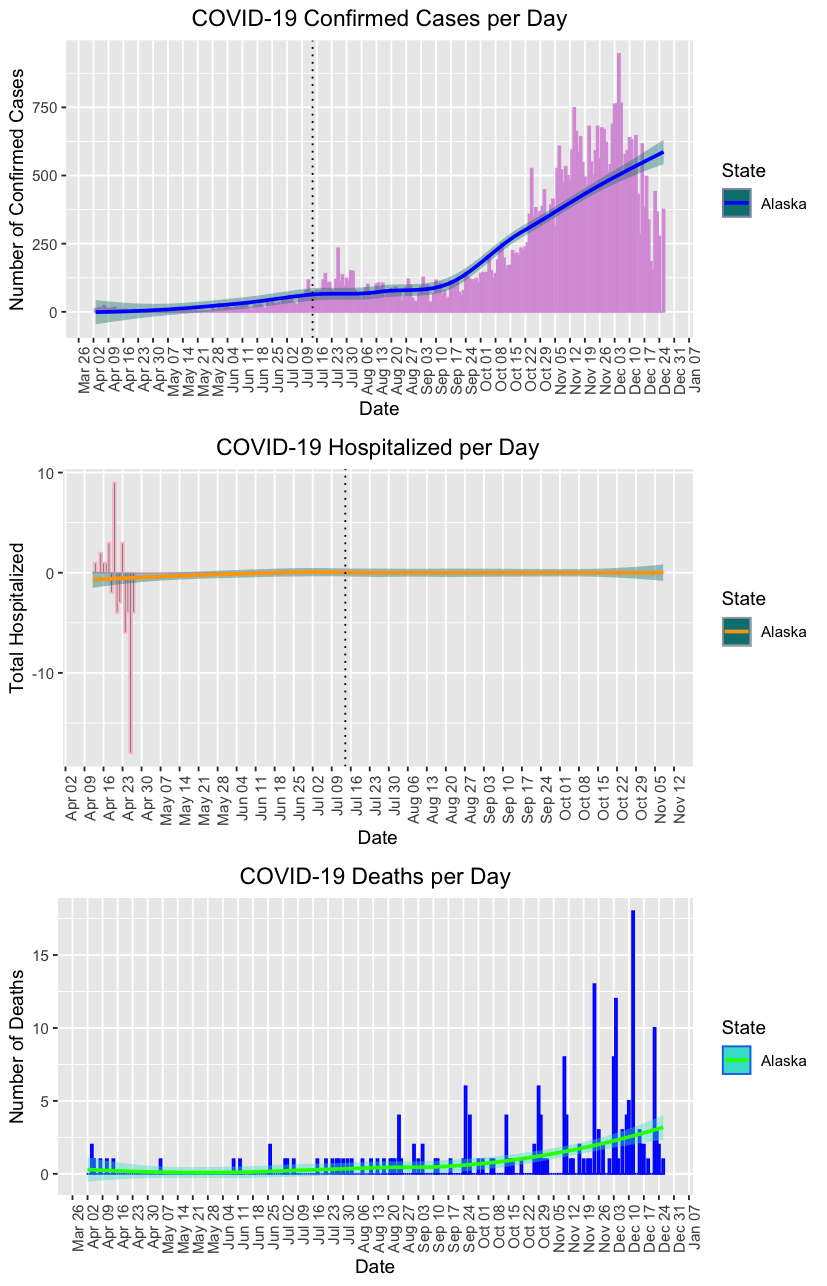 COVID-19 Confirmed Cases per Day
Number of Confirmed Cases
750
500
250
0
Mar 26
Apr 02
Apr 09
Apr 16
Apr 23
Apr 30
May 07
May 14
May 21
May 28
Jun 04
Jun 11
Jun 18
Jun 25
Jul 02
Jul 09
Jul 16
Jul 23
Jul 30
Aug 06
Aug 13
Aug 20
Aug 27
Sep 03
Sep 10
Sep 17
Sep 24
Oct 01
Oct 08
Oct 15
Oct 22
Oct 29
Nov 05
Nov 12
Nov 19
Nov 26
Dec 03
Dec 10
Dec 17
Dec 24
Dec 31
Jan 07
Date
State
Alaska
COVID-19 Hospitalized per Day
Total Hospitalized
10
0
-10
Apr 02
Apr 09
Apr 16
Apr 23
Apr 30
May 07
May 14
May 21
May 28
Jun 04
Jun 11
Jun 18
Jun 25
Jul 02
Jul 09
Jul 16
Jul 23
Jul 30
Aug 06
Aug 13
Aug 20
Aug 27
Sep 03
Sep 10
Sep 17
Sep 24
Oct 01
Oct 08
Oct 15
Oct 22
Oct 29
Nov 05
Nov 12
Date
State
Alaska
COVID-19 Deaths per Day
Number of Deaths
15
10
5
0
Mar 26
Apr 02
Apr 09
Apr 16
Apr 23
Apr 30
May 07
May 14
May 21
May 28
Jun 04
Jun 11
Jun 18
Jun 25
Jul 02
Jul 09
Jul 16
Jul 23
Jul 30
Aug 06
Aug 13
Aug 20
Aug 27
Sep 03
Sep 10
Sep 17
Sep 24
Oct 01
Oct 08
Oct 15
Oct 22
Oct 29
Nov 05
Nov 12
Nov 19
Nov 26
Dec 03
Dec 10
Dec 17
Dec 24
Dec 31
Jan 07
Date
State
Alaska